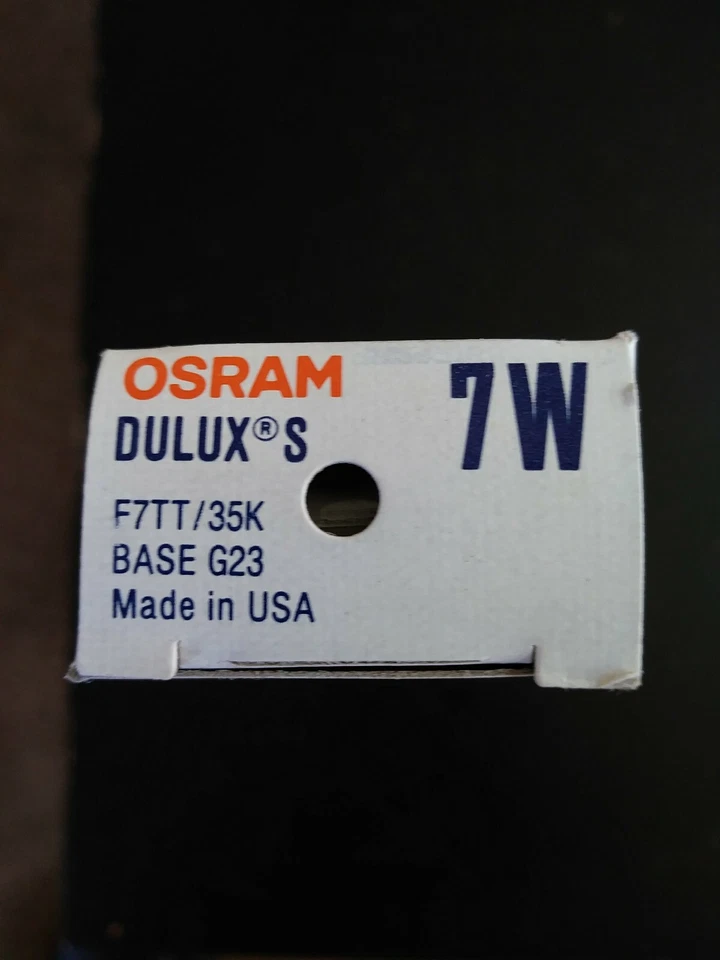 OSRAM
DULUX® S
7W
F7TT/35K
BASE G23
Made in USA